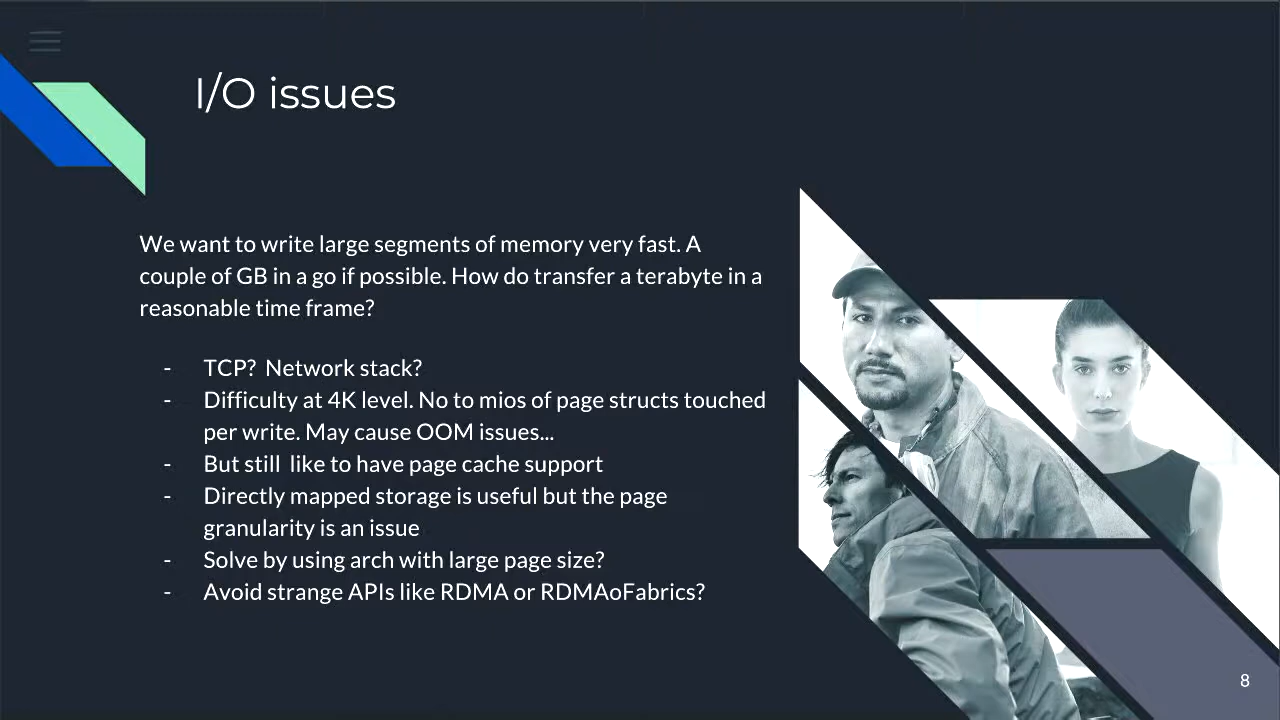 I/O issues
We want to write large segments of memory very fast. A
couple of GB in a go if possible. How do transfer a terabyte in a
reasonable time frame?
- TCP?  Network stack?
- Difficulty at 4K level. No to mios of page structs touched
per write. May cause OOM issues...
- But still  like to have page cache support
- Directly mapped storage is useful but the page
granularity is an issue
- Solve by using arch with large page size?
- Avoid strange APIs like RDMA or RDMAoFabrics?
8